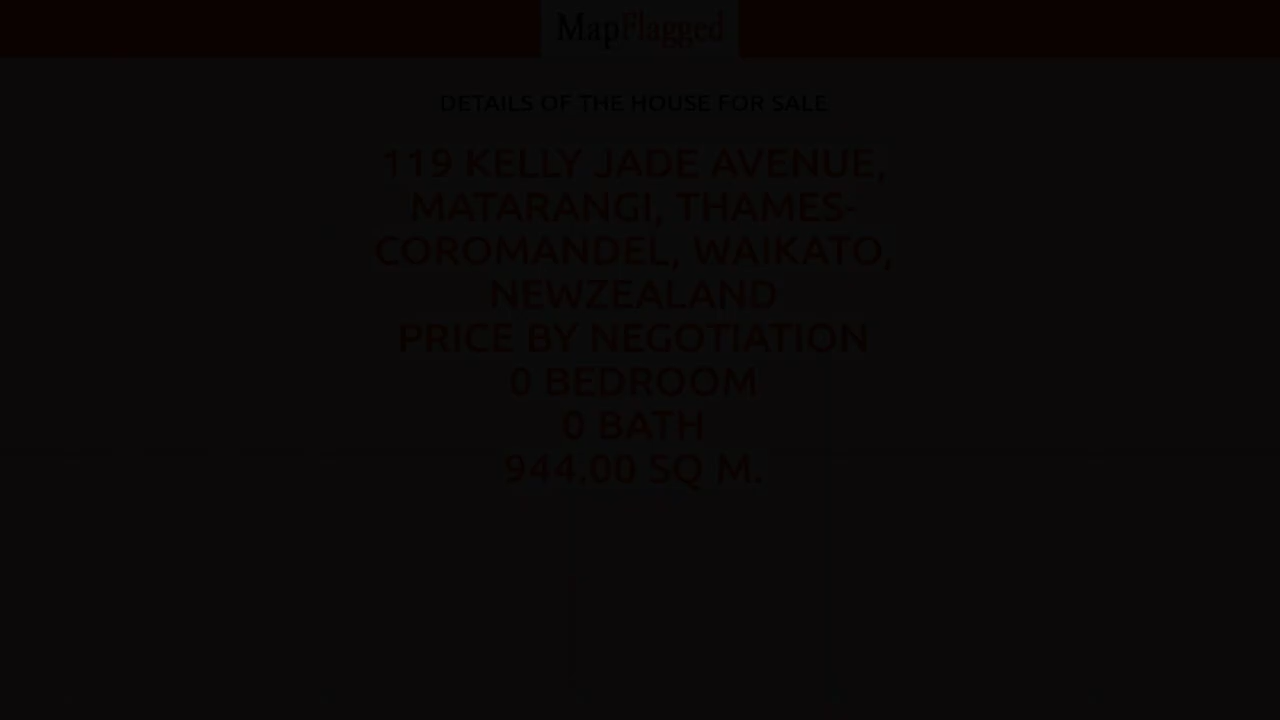 MapFlagged
DETAILS OF THE HOUSE FOR SALE
119 KELLY JADE AVENUE,
MATARANGI, THAMES-
COROMANDEL, WAIKATO,
NEWZEALAND
PRICE BY NEGOTIATION
0 BEDROOM
0 BATH
944.00 SQ M.